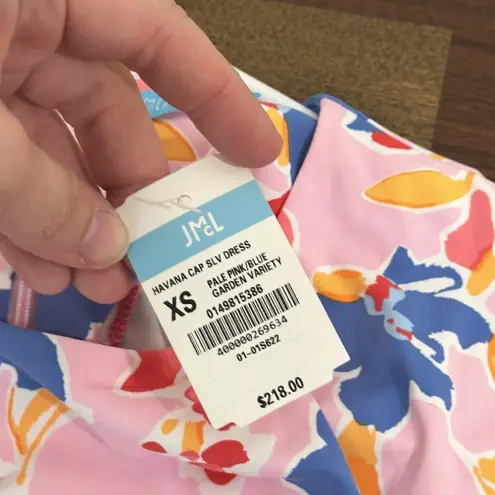 JMcL
HAVANA CAP SLV DRESS
XS PALE PINK/BLUE
GARDEN VARIETY
0149815386
400000269634
01-01S622
$218.00